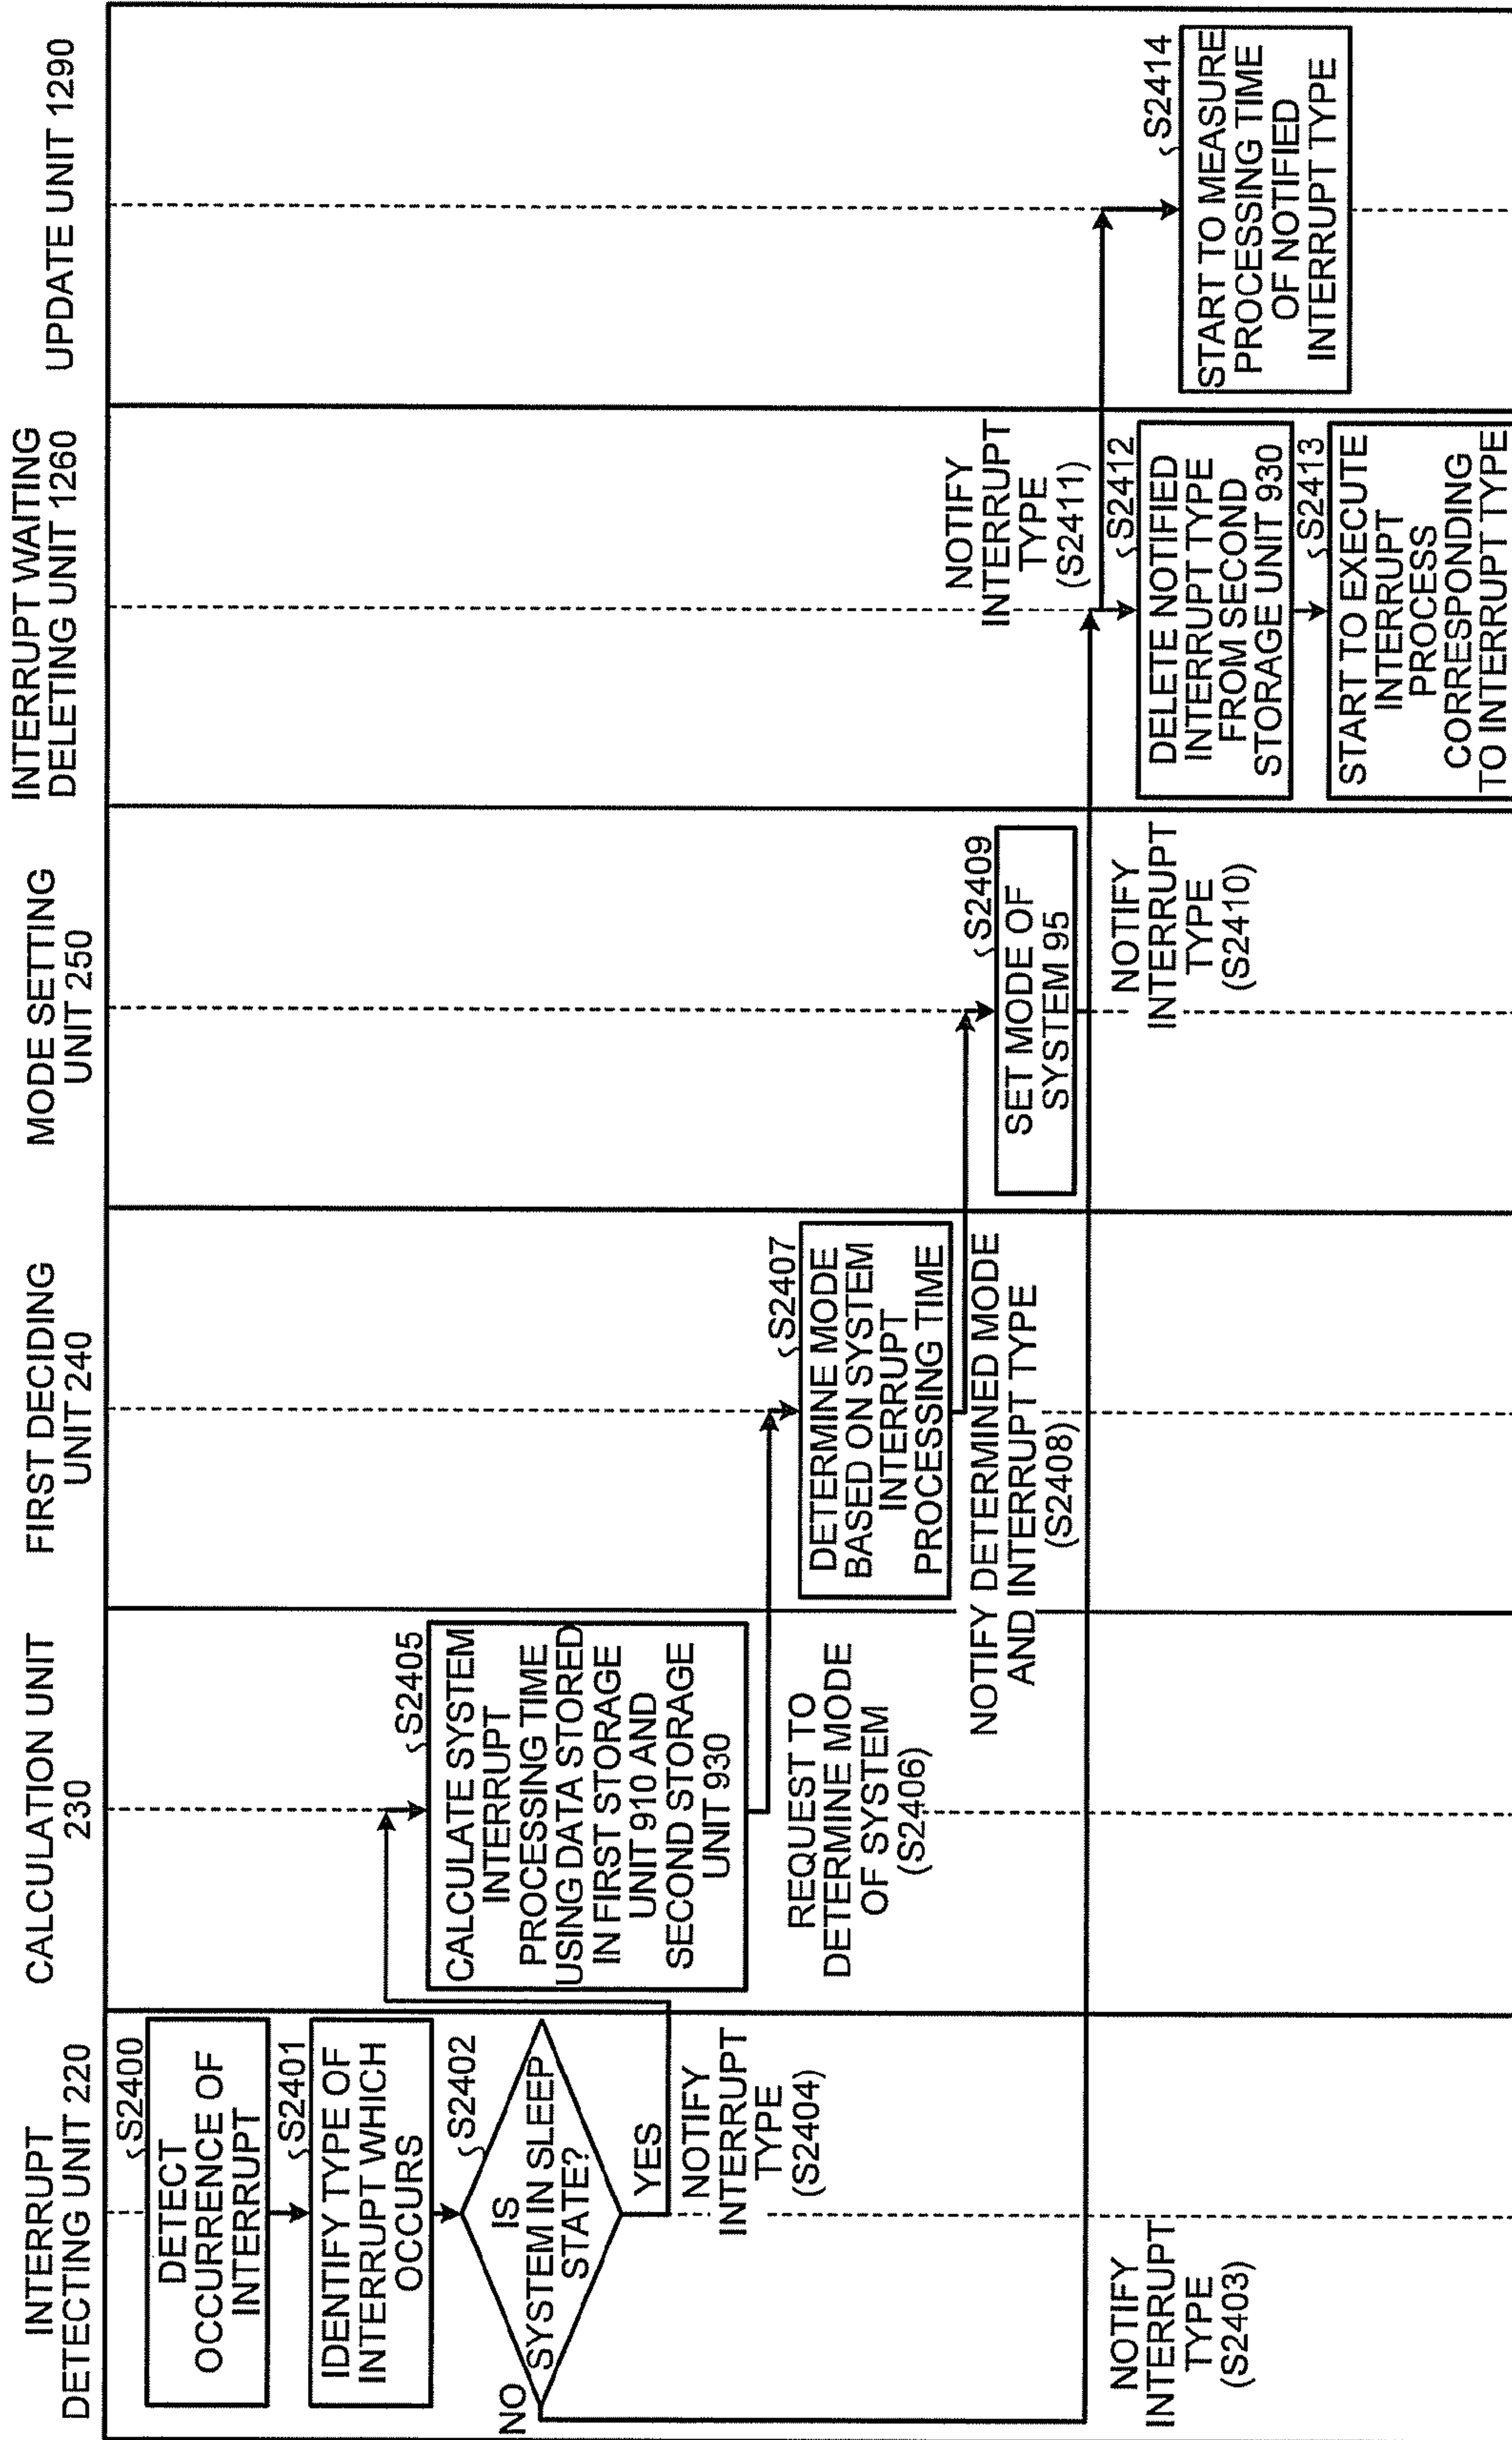 INTERRUPT
DETECTING UNIT 220
CALCULATION UNIT
230
FIRST DECIDING
UNIT 240
MODE SETTING
UNIT 250
INTERRUPT WAITING
DELETING UNIT 1260
UPDATE UNIT 1290
S2400
DETECT
OCCURRENCE OF
INTERRUPT
S2401
IDENTIFY TYPE OF
INTERRUPT WHICH
OCCURS
S2402
IS
SYSTEM IN SLEEP
STATE?
NO
YES
NOTIFY
INTERRUPT
TYPE
(S2404)
NOTIFY
INTERRUPT
TYPE
(S2403)
S2405
CALCULATE SYSTEM
INTERRUPT
PROCESSING TIME
USING DATA STORED
IN FIRST STORAGE
UNIT 910 AND
SECOND STORAGE
UNIT 930
REQUEST TO
DETERMINE MODE
OF SYSTEM
(S2406)
S2407
DETERMINE MODE
BASED ON SYSTEM
INTERRUPT
PROCESSING TIME
NOTIFY DETERMINED MODE
AND INTERRUPT TYPE
(S2408)
S2409
SET MODE OF
SYSTEM 95
NOTIFY
INTERRUPT
TYPE
(S2410)
NOTIFY
INTERRUPT
TYPE
(S2411)
S2412
DELETE NOTIFIED
INTERRUPT TYPE
FROM SECOND
STORAGE UNIT 930
S2413
START TO EXECUTE
INTERRUPT
PROCESS
CORRESPONDING
TO INTERRUPT TYPE
S2414
START TO MEASURE
PROCESSING TIME
OF NOTIFIED
INTERRUPT TYPE